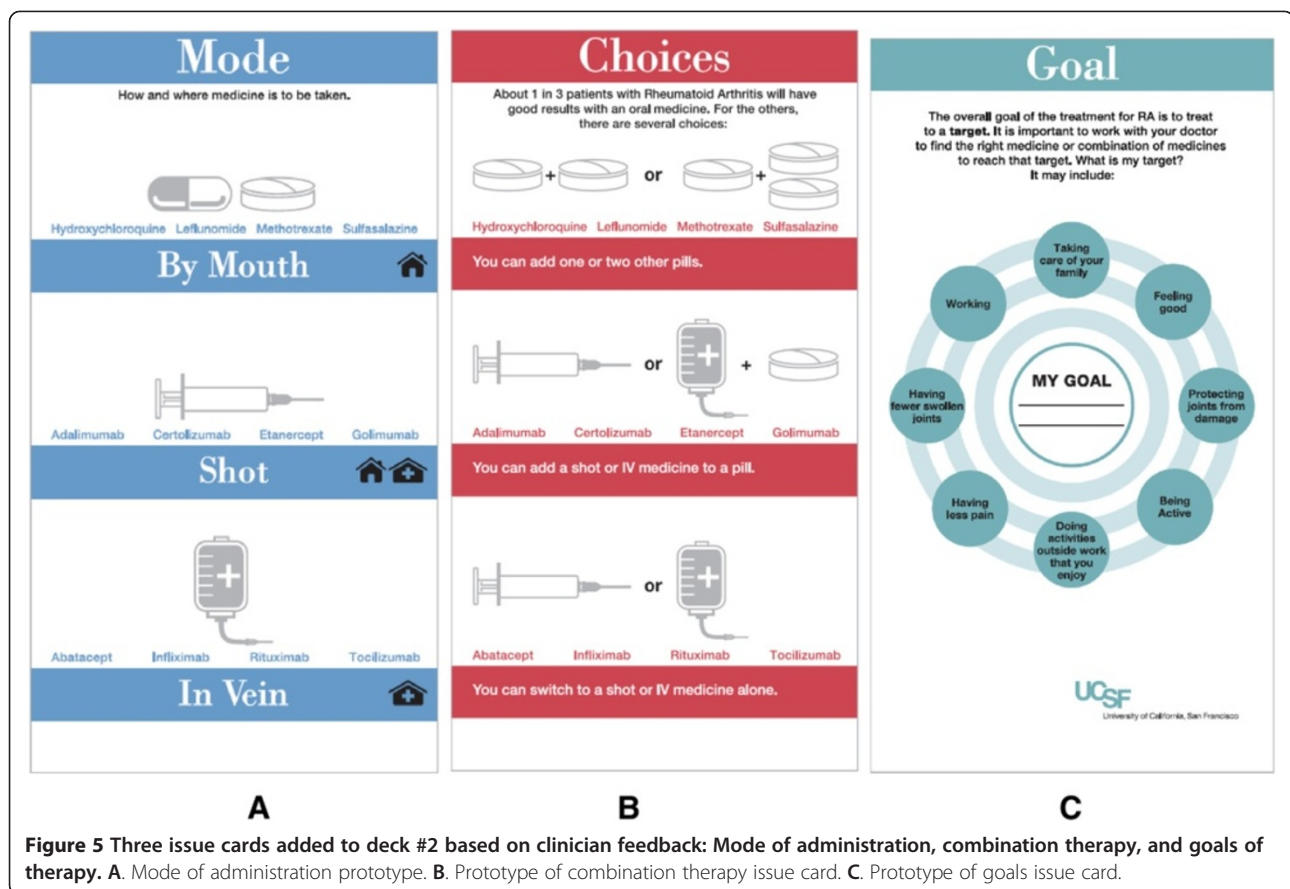 Mode
How and where medicine is to be taken.
Hydroxychloroquine Leflunomide Methotrexate Sulfasalazine
By Mouth
Adalimumab Certolizumab Etanercept Golimumab
Shot
Abatacept Infliximab Rituximab Tocilizumab
In Vein
A
Choices
About 1 in 3 patients with Rheumatoid Arthritis will have
good results with an oral medicine. For the others,
there are several choices:
+ or +
Hydroxychloroquine Leflunomide Methotrexate Sulfasalazine
You can add one or two other pills.
or +
Adalimumab Certolizumab Etanercept Golimumab
You can add a shot or IV medicine to a pill.
or
Abatacept Infliximab Rituximab Tocilizumab
You can switch to a shot or IV medicine alone.
B
Goal
The overall goal of the treatment for RA is to treat
to a target. It is important to work with your doctor
to find the right medicine or combination of medicines
to reach that target. What is my target?
It may include:
Taking
care of your
family
Feeling
good
Protecting
joints from
damage
Being
Active
Doing
activities
outside work
that you
enjoy
Having
less pain
Having
fewer swollen
joints
Working
MY GOAL
UCSF
University of California, San Francisco
C
Figure 5 Three issue cards added to deck #2 based on clinician feedback: Mode of administration, combination therapy, and goals of
therapy. A. Mode of administration prototype. B. Prototype of combination therapy issue card. C. Prototype of goals issue card.